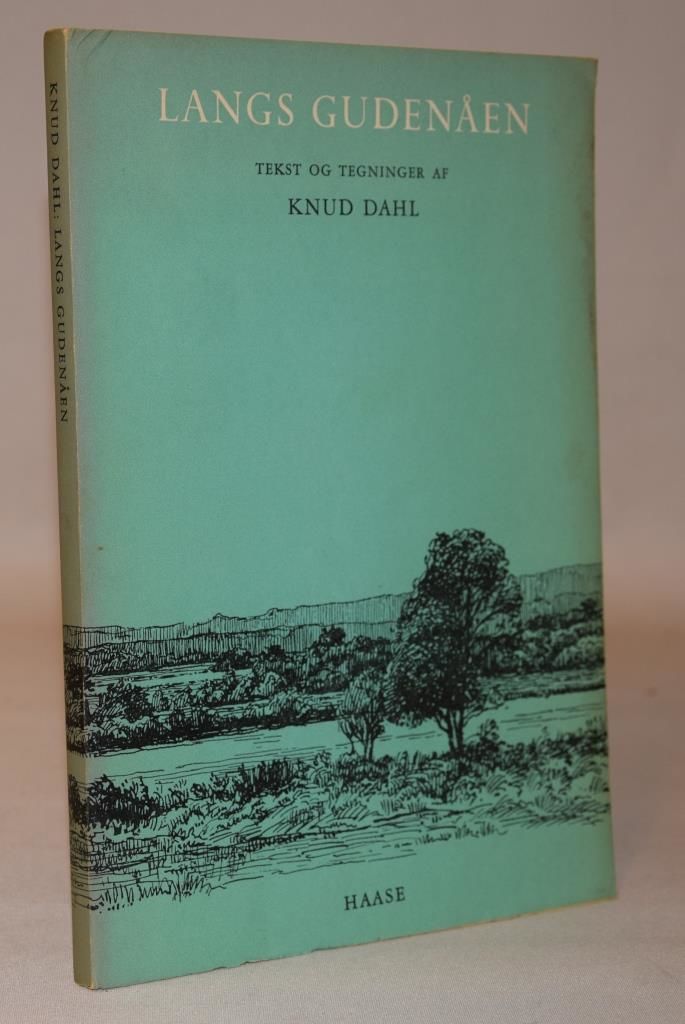 LANGS GUDENÅEN
TEKST OG TEGNINGER AF
KNUD DAHL
HAASE
KNUD DAHL: LANGS GUDENÅEN